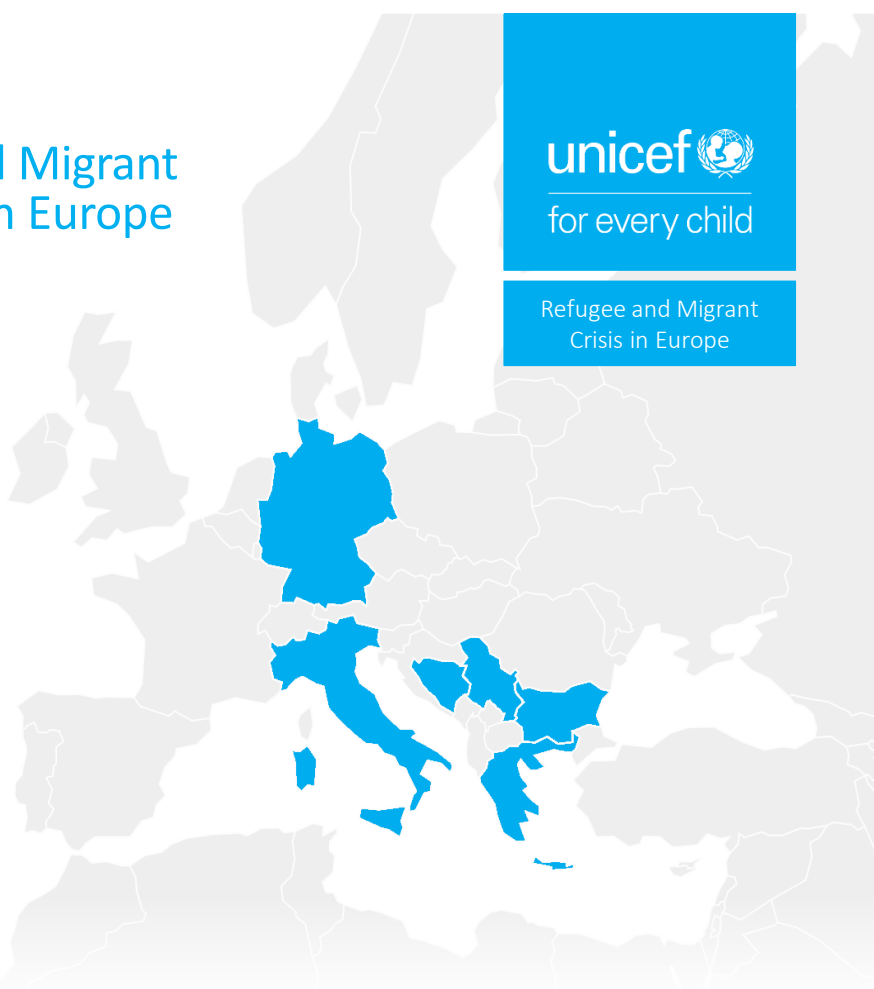 Migrant
Europe
unicef
for every child
Refugee and Migrant
Crisis in Europe